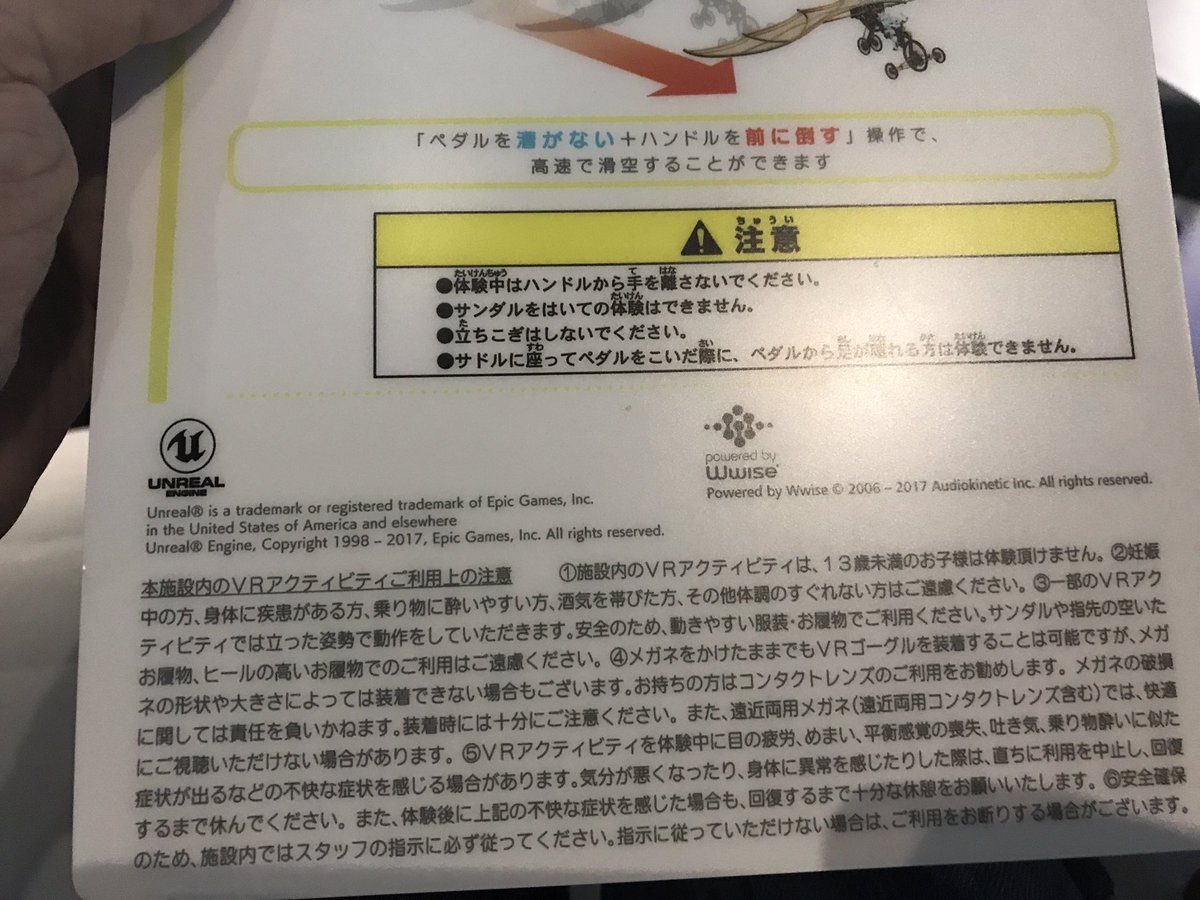 「ペダルを漕がない＋ハンドルを前に倒す」操作で、
高速で滑空することができます
ちゅうい
注意
たいけんちゅう て はな
●体験中はハンドルから手を離さないでください。
たいけん
●サンダルをはいての体験はできません。
た
●立ちこぎはしないでください。
すわ さい あし はな かた たいけん
●サドルに座ってペダルをこいだ際に、ペダルから足が離れる方は体験できません。
UNREAL
ENGINE
Unreal® is a trademark or registered trademark of Epic Games, Inc.
in the United States of America and elsewhere
Unreal® Engine, Copyright 1998 – 2017, Epic Games, Inc. All rights reserved.
powered by
Wwise
Powered by Wwise © 2006 – 2017 Audiokinetic Inc. All rights reserved.
本施設内のVRアクティビティご利用上の注意 ①施設内のVRアクティビティは、13歳未満のお子様は体験頂けません。②妊娠
中の方、身体に疾患がある方、乗り物に酔いやすい方、酒気を帯びた方、その他体調のすぐれない方はご遠慮ください。③一部のVRアク
ティビティでは立った姿勢で動作をしていただきます。安全のため、動きやすい服装・お履物でご利用ください。サンダルや指先の空いた
お履物、ヒールの高いお履物でのご利用はご遠慮ください。④メガネをかけたままでもVRゴーグルを装着することは可能ですが、メガ
ネの形状や大きさによっては装着できない場合もございます。お持ちの方はコンタクトレンズのご利用をお勧めします。メガネの破損
に関しては責任を負いかねます。装着時には十分にご注意ください。また、遠近両用メガネ（遠近両用コンタクトレンズ含む）では、快適
にご視聴いただけない場合があります。⑤VRアクティビティを体験中に目の疲労、めまい、平衡感覚の喪失、吐き気、乗り物酔いに似た
症状が出るなどの不快な症状を感じる場合があります。気分が悪くなったり、身体に異常を感じたりした際は、直ちに利用を中止し、回復
するまで休んでください。また、体験後に上記の不快な症状を感じた場合も、回復するまで十分な休憩をお願いいたします。⑥安全確保
のため、施設内ではスタッフの指示に必ず従ってください。指示に従っていただけない場合は、ご利用をお断りする場合がございます。